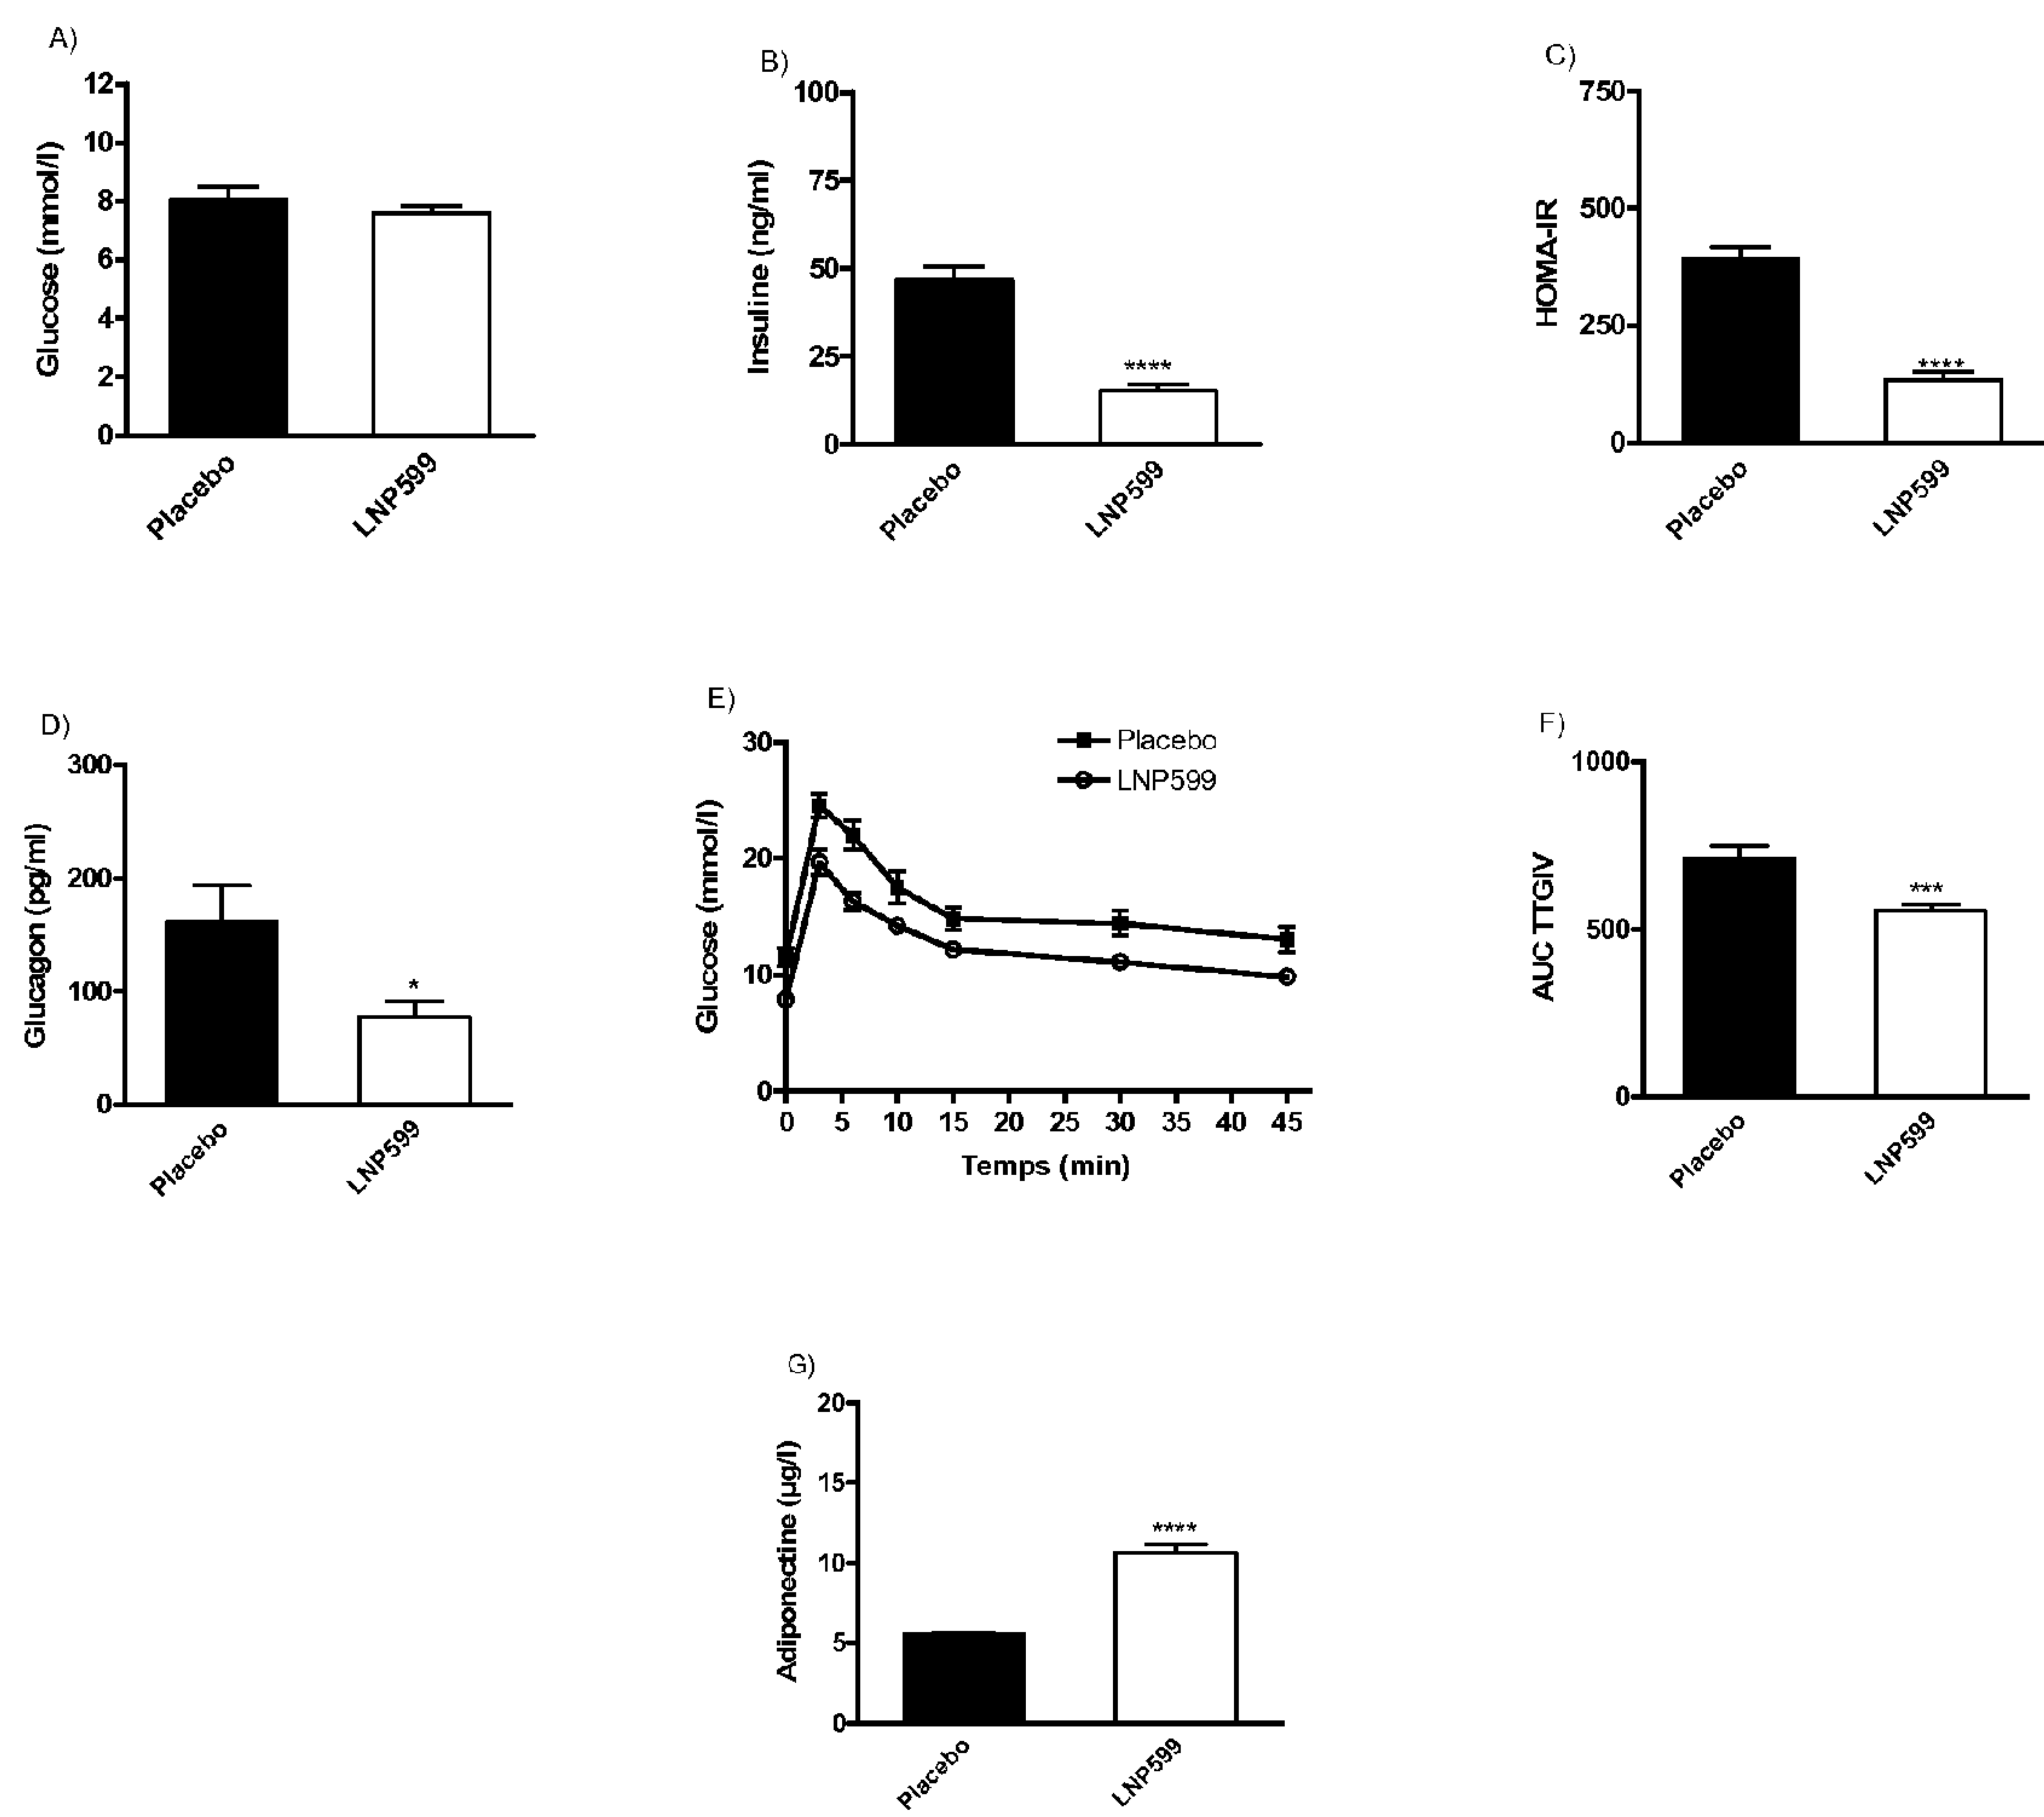 A)
Glucose (mmol/l)
12
10
8
6
4
2
0
Placebo
LNP599
B)
Insuline (ng/ml)
100
75
50
25
0
****
Placebo
LNP599
C)
HOMA-IR
750
500
250
0
****
Placebo
LNP599
D)
Glucagon (pg/ml)
300
200
100
0
*
Placebo
LNP599
E)
Glucose (mmol/l)
30
20
10
0
Placebo
LNP599
0 5 10 15 20 25 30 35 40 45
Temps (min)
F)
AUC TTGIV
1000
500
0
***
Placebo
LNP599
G)
Adiponectine (µg/l)
20
15
10
5
0
****
Placebo
LNP599